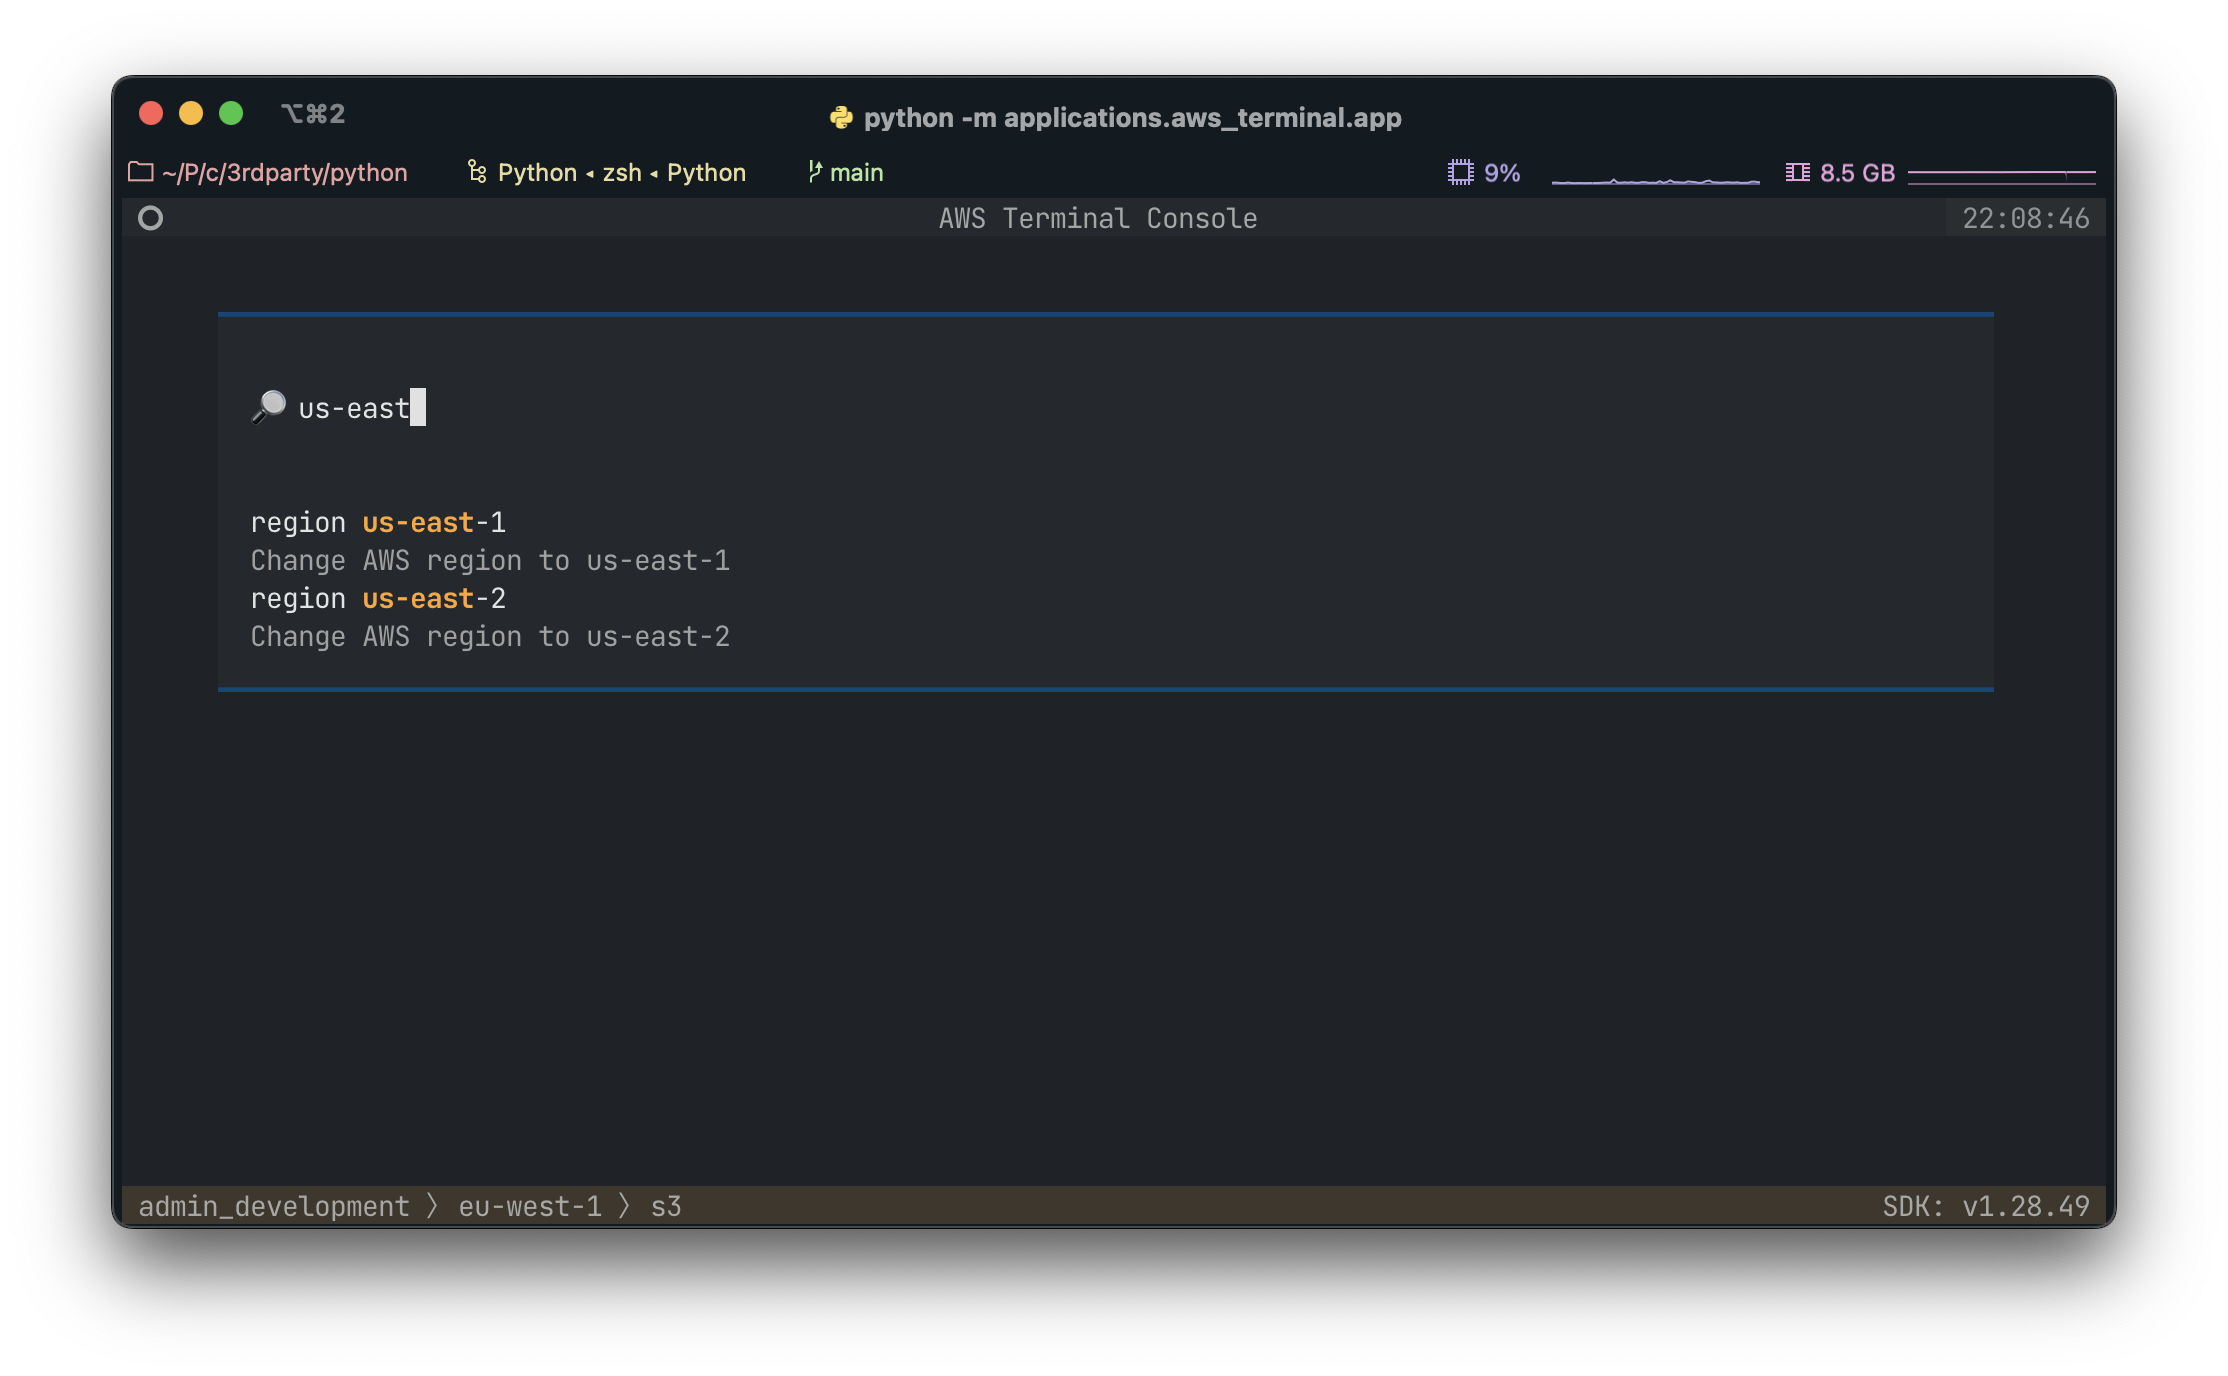 ⌥⌘2
python -m applications.aws_terminal.app
~/P/c/3rdparty/python Python ◂ zsh ◂ Python main 9% 8.5 GB
AWS Terminal Console 22:08:46
us-east
region us-east-1
Change AWS region to us-east-1
region us-east-2
Change AWS region to us-east-2
admin_development 〉 eu-west-1 〉 s3 SDK: v1.28.49